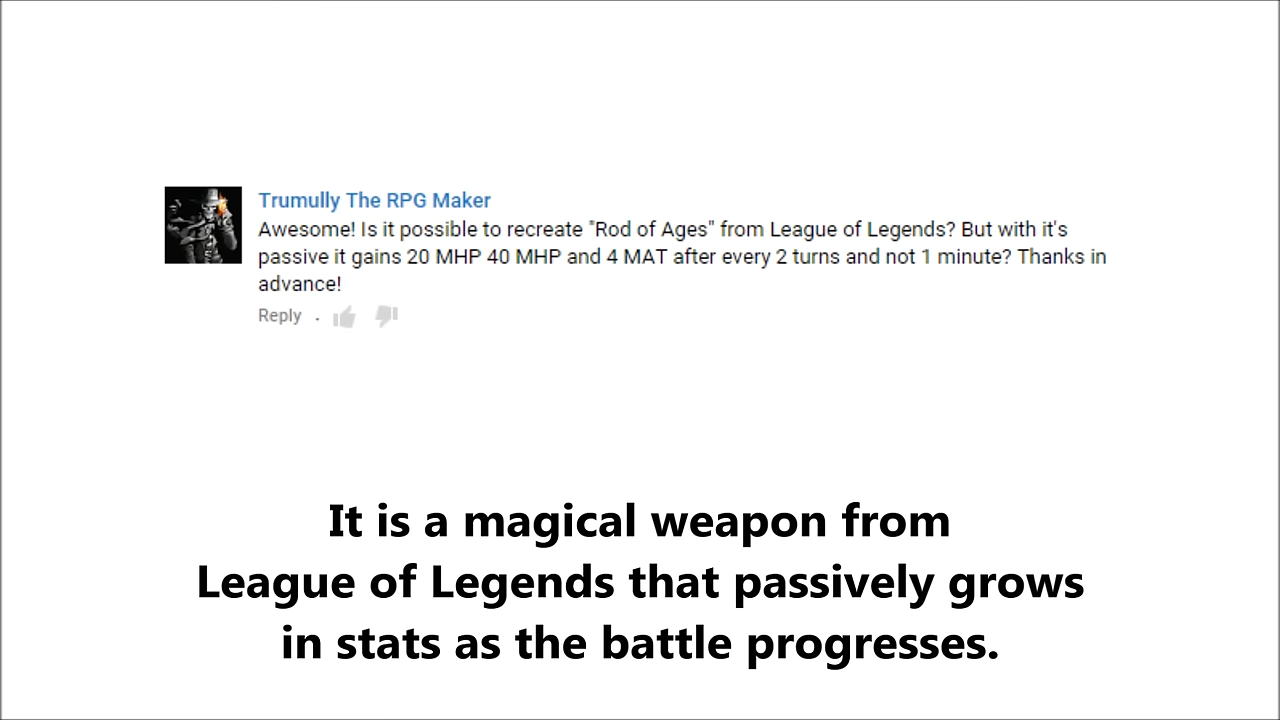 Trumully The RPG Maker
Awesome! Is it possible to recreate "Rod of Ages" from League of Legends? But with it's
passive it gains 20 MHP 40 MHP and 4 MAT after every 2 turns and not 1 minute? Thanks in
advance!
Reply .
It is a magical weapon from
League of Legends that passively grows
in stats as the battle progresses.